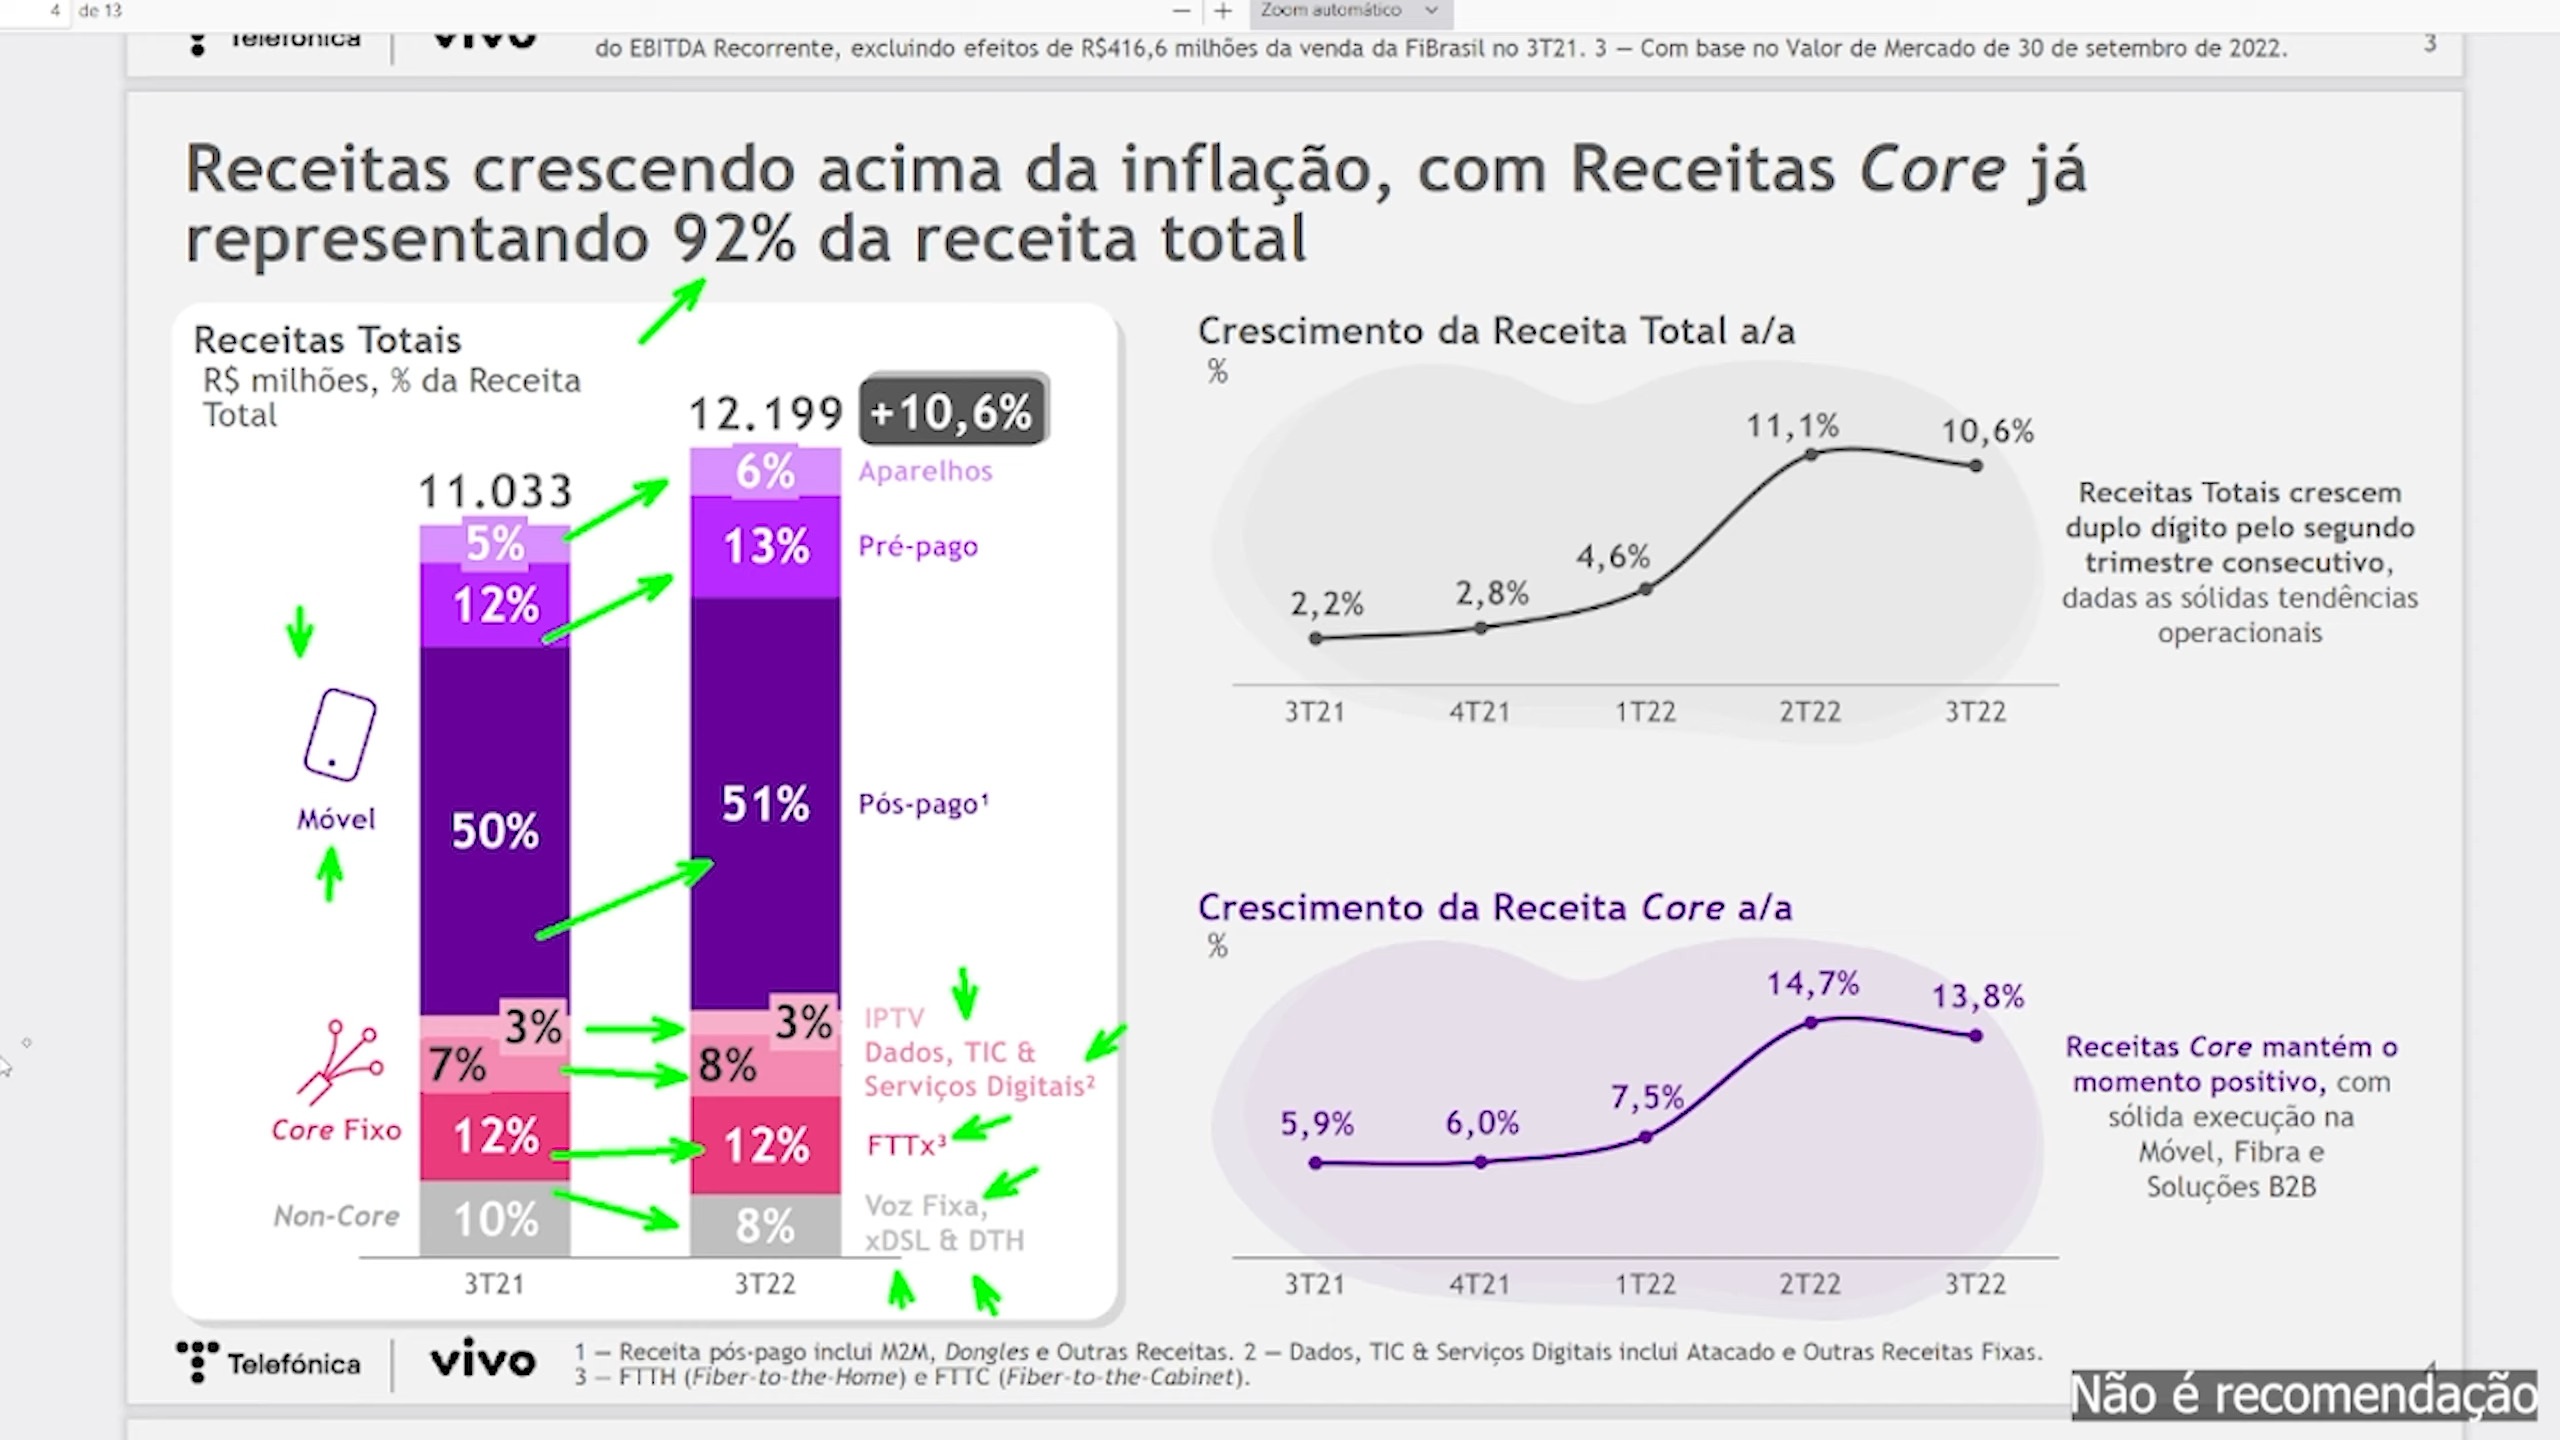 4 de 13
Zoom automático
Telefónica vivo
do EBITDA Recorrente, excluindo efeitos de R$416,6 milhões da venda da FiBrasil no 3T21. 3 — Com base no Valor de Mercado de 30 de setembro de 2022.
3
Receitas crescendo acima da inflação, com Receitas Core já
representando 92% da receita total
Receitas Totais
R$ milhões, % da Receita
Total
11.033
5%
12%
50%
3%
7%
12%
10%
3T21
12.199
+10,6%
6%
13%
51%
3%
8%
12%
8%
3T22
Móvel
Core Fixo
Non-Core
Aparelhos
Pré-pago
Pós-pago¹
IPTV
Dados, TIC &
Serviços Digitais²
FTTx³
Voz Fixa,
xDSL & DTH
Crescimento da Receita Total a/a
%
2,2%
2,8%
4,6%
11,1%
10,6%
3T21
4T21
1T22
2T22
3T22
Receitas Totais crescem
duplo dígito pelo segundo
trimestre consecutivo,
dadas as sólidas tendências
operacionais
Crescimento da Receita Core a/a
%
5,9%
6,0%
7,5%
14,7%
13,8%
3T21
4T21
1T22
2T22
3T22
Receitas Core mantém o
momento positivo, com
sólida execução na
Móvel, Fibra e
Soluções B2B
Telefónica vivo
1 — Receita pós-pago inclui M2M, Dongles e Outras Receitas. 2 — Dados, TIC & Serviços Digitais inclui Atacado e Outras Receitas Fixas.
3 — FTTH (Fiber-to-the-Home) e FTTC (Fiber-to-the-Cabinet).
Não é recomendação